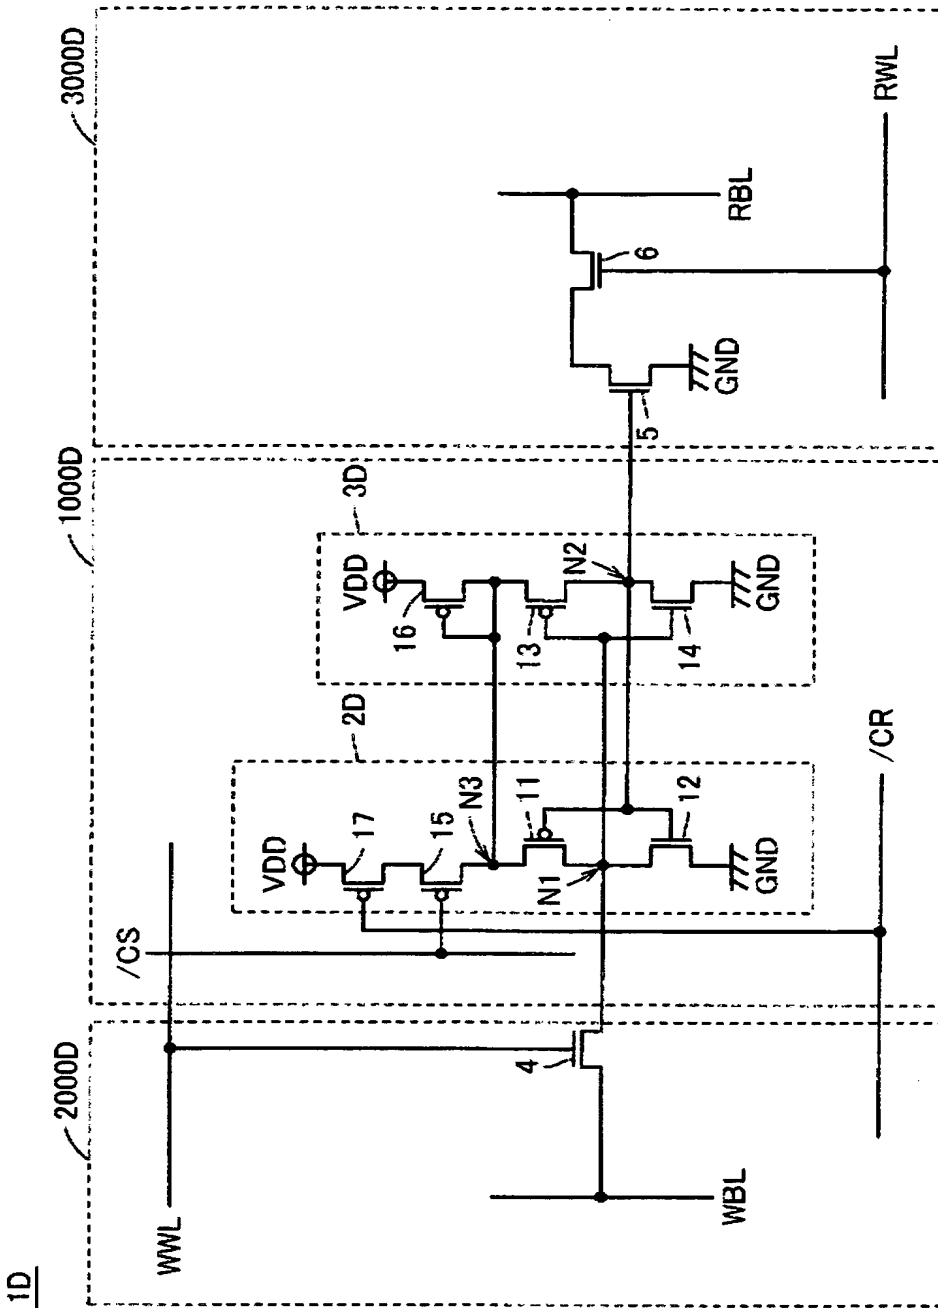 1D
2000D
1000D
3000D
WWL
/CS
2D
3D
VDD
VDD
17
16
15
N3
11
13
N2
N1
12
14
GND
GND
4
5
6
GND
WBL
RBL
/CR
RWL